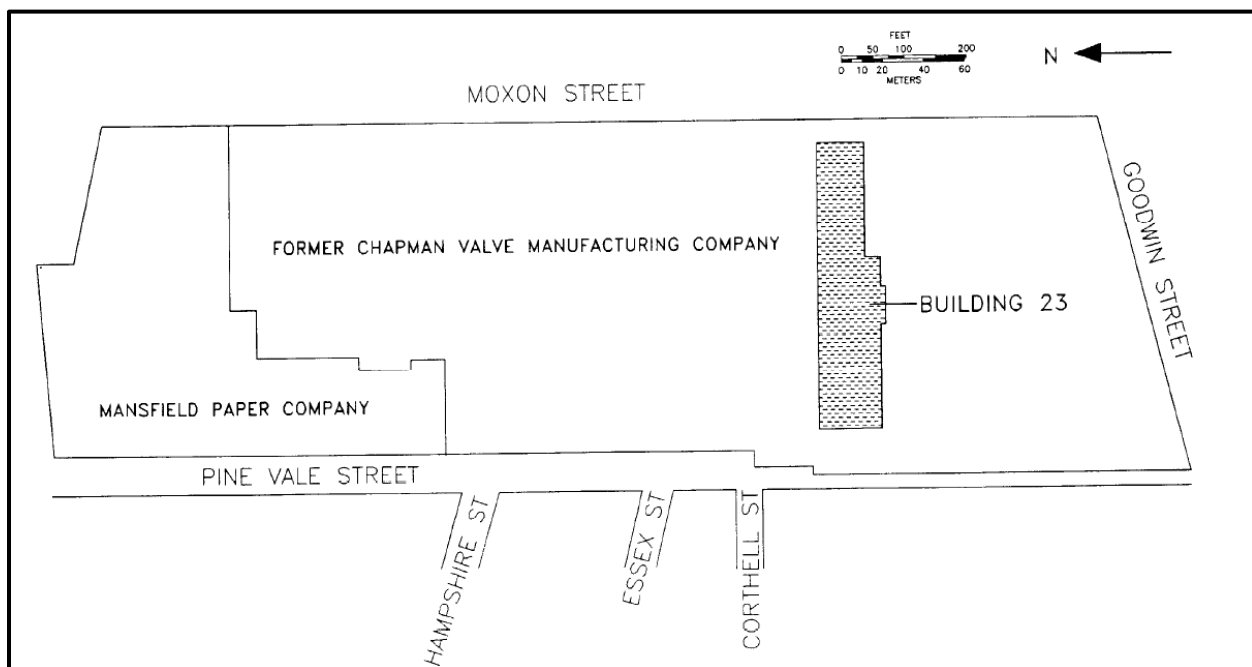 FEET
0 50 100 200
0 10 20 40 60
METERS
N
MOXON STREET
GOODWIN STREET
FORMER CHAPMAN VALVE MANUFACTURING COMPANY
BUILDING 23
MANSFIELD PAPER COMPANY
PINE VALE STREET
HAMPSHIRE ST
ESSEX ST
CORTHELL ST